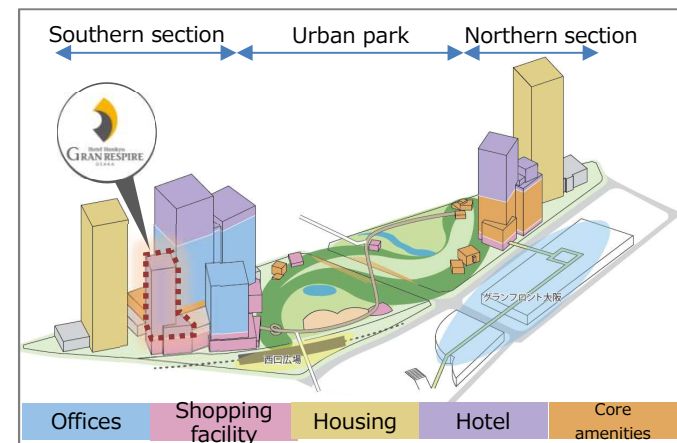 Southern section
Urban park
Northern section
Hotel Hankyu
GRAN RESPIRE
OSAKA
グランフロント大阪
西口広場
Offices
Shopping
facility
Housing
Hotel
Core
amenities